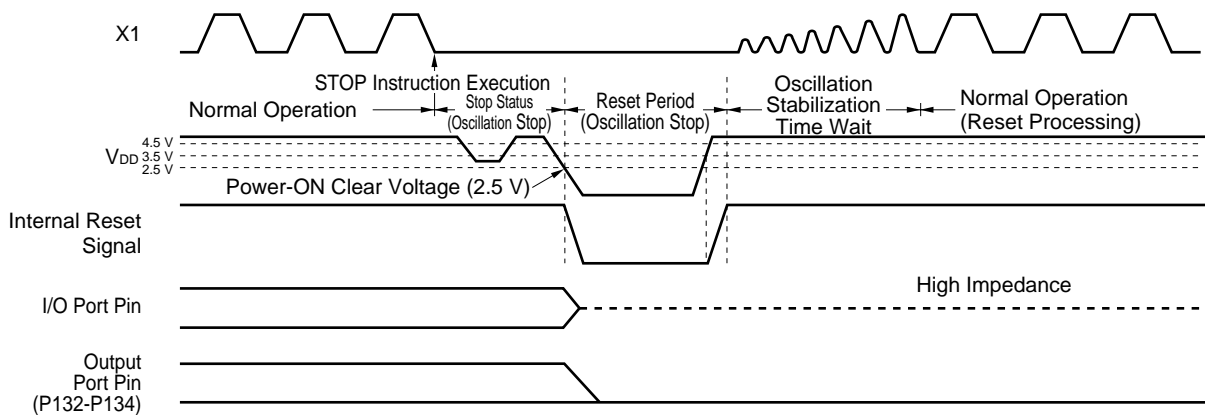 X1
STOP Instruction Execution
Normal Operation
Stop Status
(Oscillation Stop)
Reset Period
(Oscillation Stop)
Oscillation
Stabilization
Time Wait
Normal Operation
(Reset Processing)
4.5 V
VDD 3.5 V
2.5 V
Power-ON Clear Voltage (2.5 V)
Internal Reset
Signal
I/O Port Pin
High Impedance
Output
Port Pin
(P132-P134)